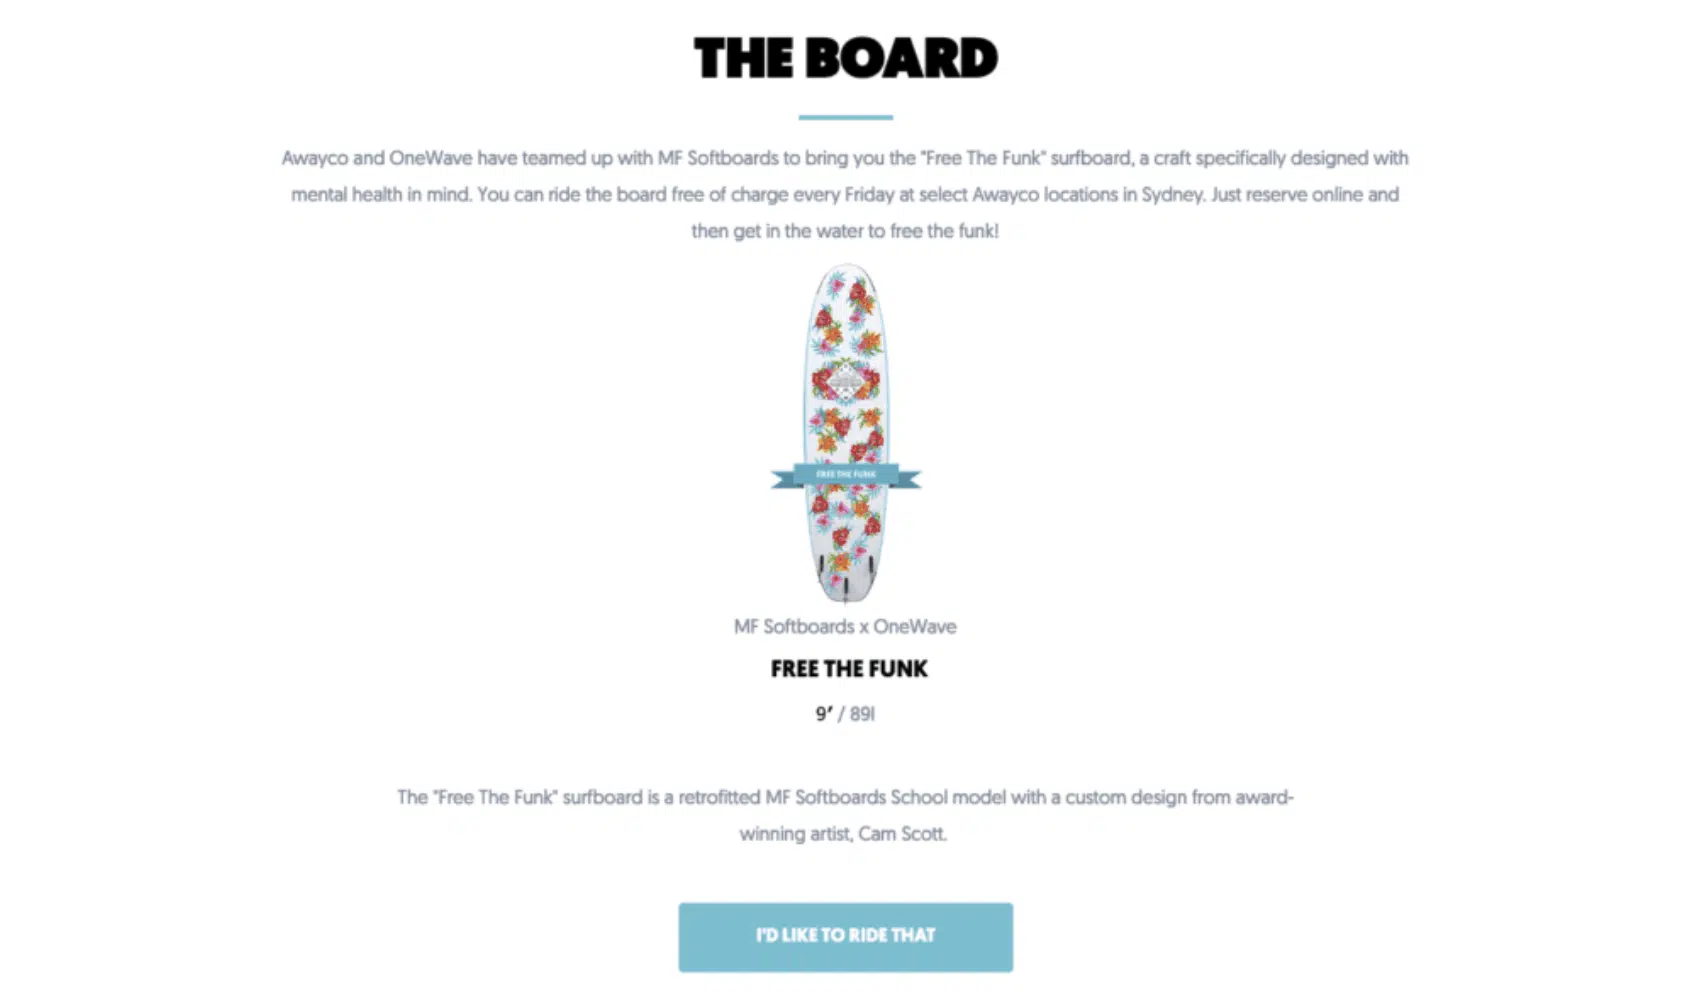 THE BOARD
Awayco and OneWave have teamed up with MF Softboards to bring you the "Free The Funk" surfboard, a craft specifically designed with
mental health in mind. You can ride the board free of charge every Friday at select Awayco locations in Sydney. Just reserve online and
then get in the water to free the funk!
FREE THE FUNK
MF Softboards x OneWave
FREE THE FUNK
9′ / 89l
The "Free The Funk" surfboard is a retrofitted MF Softboards School model with a custom design from award-
winning artist, Cam Scott.
I'D LIKE TO RIDE THAT